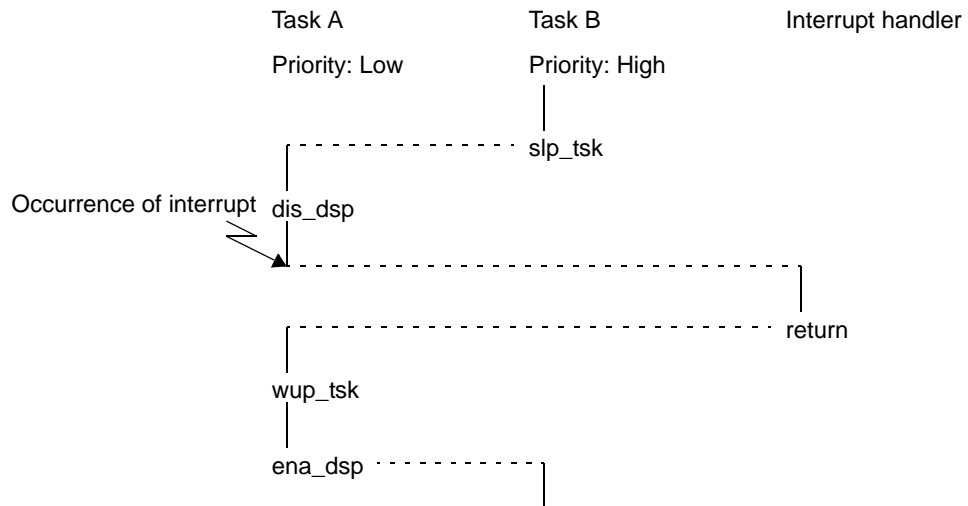 Task A Task B Interrupt handler
Priority: Low Priority: High
slp_tsk
Occurrence of interrupt dis_dsp
return
wup_tsk
ena_dsp